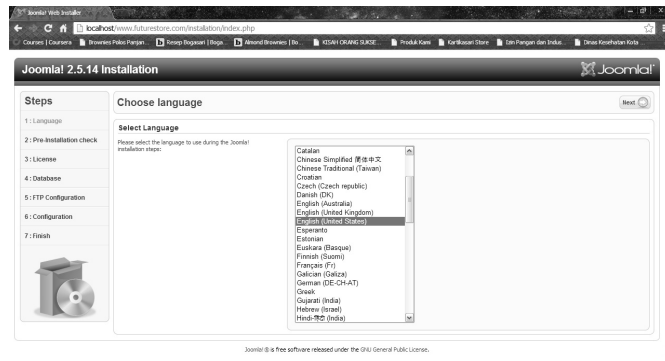 Joomla! Web Installer
localhost/www.futurestore.com/installation/index.php
Courses | Coursera
Brownies Polos Panjan...
Resep Bogasari | Boga...
Almond Brownies | Bo...
KISAH ORANG SUKSE...
Produk Kami
Kartikasari Store
Izin Pangan dan Indus...
Dinas Kesehatan Kota ...
Joomla! 2.5.14 Installation
Joomla!
Steps
1 : Language
2 : Pre-Installation check
3 : License
4 : Database
5 : FTP Configuration
6 : Configuration
7 : Finish
Choose language
Next
Select Language
Please select the language to use during the Joomla!
installation steps:
Catalan
Chinese Simplified 简体中文
Chinese Traditional (Taiwan)
Croatian
Czech (Czech republic)
Danish (DK)
English (Australia)
English (United Kingdom)
English (United States)
Esperanto
Estonian
Euskara (Basque)
Finnish (Suomi)
Français (Fr)
Galician (Galiza)
German (DE-CH-AT)
Greek
Gujarati (India)
Hebrew (Israel)
Hindi-हिंदी (India)
Joomla! ® is free software released under the GNU General Public License.